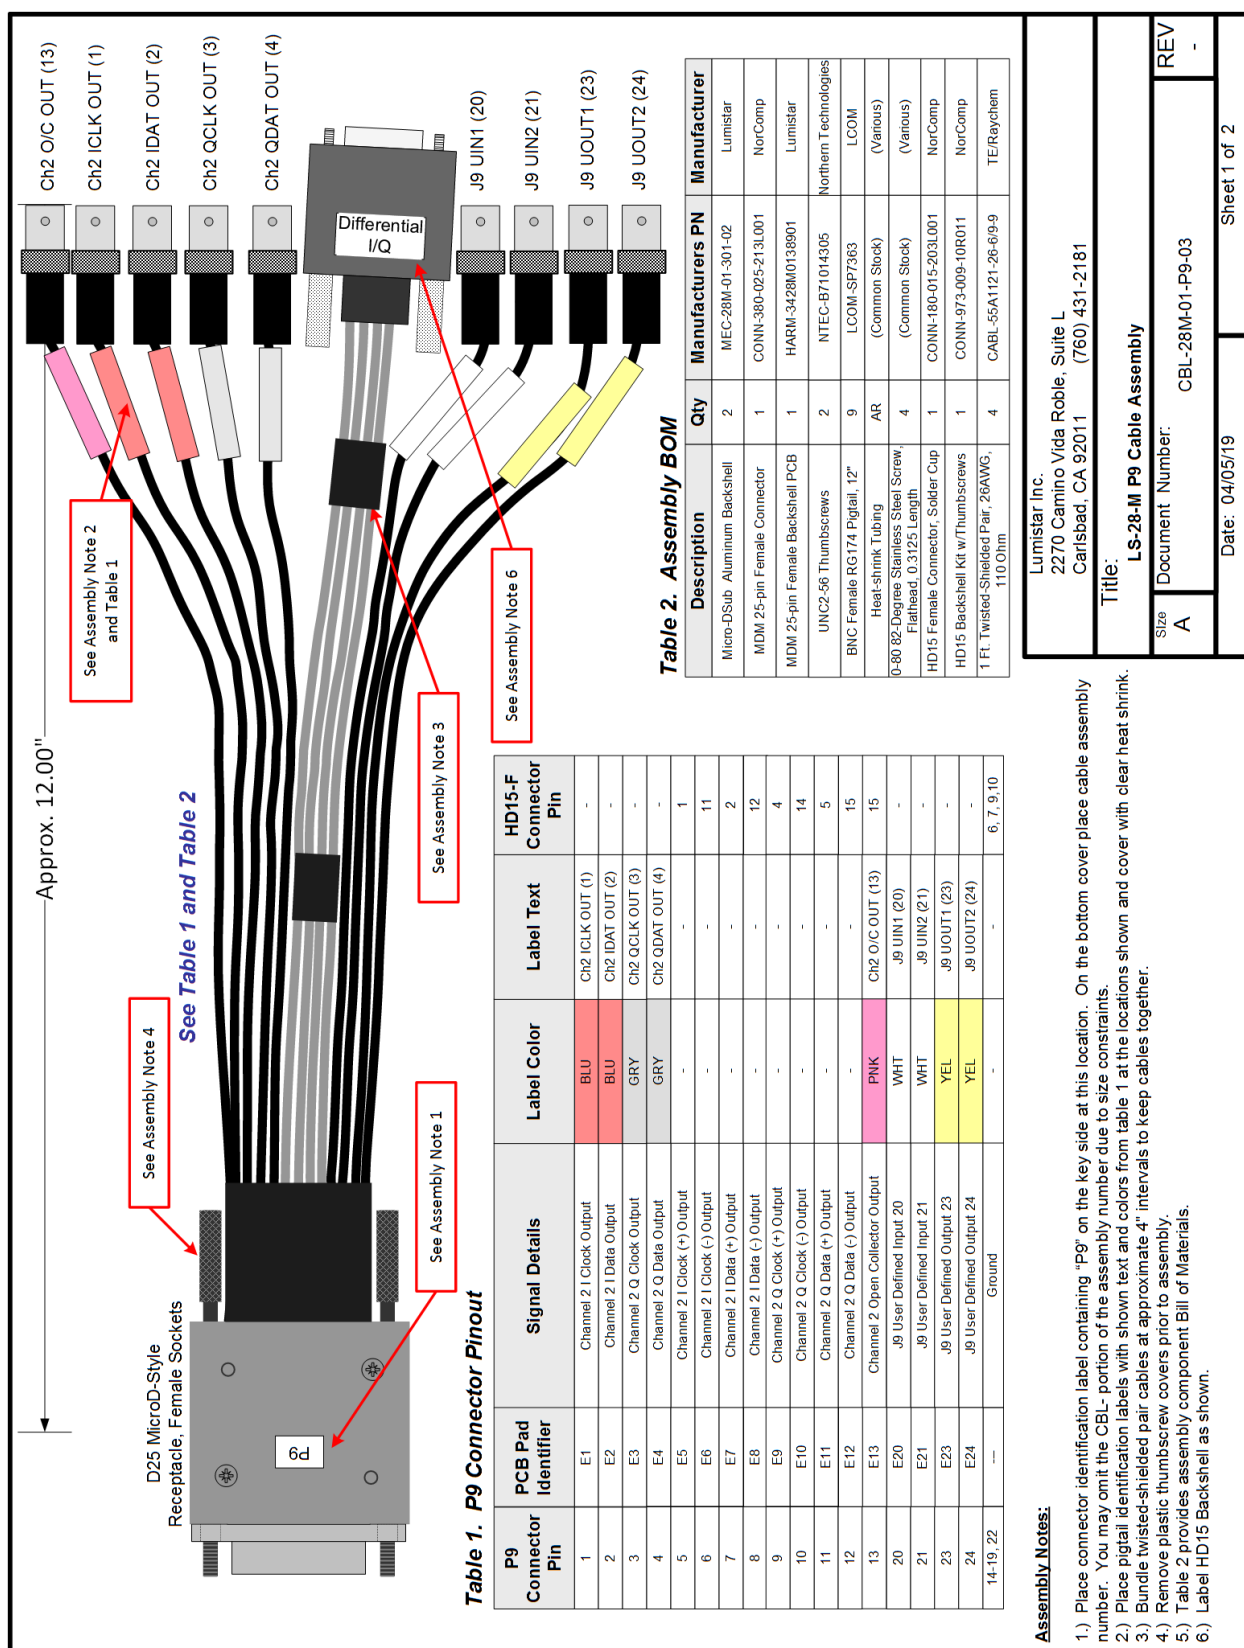 Approx. 12.00"
D25 MicroD-Style
Receptacle, Female Sockets
P9
See Assembly Note 4
See Assembly Note 1
See Table 1 and Table 2
See Assembly Note 2
and Table 1
See Assembly Note 3
See Assembly Note 6
Differential
I/Q
Ch2 O/C OUT (13)
Ch2 ICLK OUT (1)
Ch2 IDAT OUT (2)
Ch2 QCLK OUT (3)
Ch2 QDAT OUT (4)
J9 UIN1 (20)
J9 UIN2 (21)
J9 UOUT1 (23)
J9 UOUT2 (24)
Table 1. P9 Connector Pinout
P9 Connector Pin PCB Pad Identifier Signal Details Label Color Label Text HD15-F Connector Pin
1 E1 Channel 2 I Clock Output BLU Ch2 ICLK OUT (1) -
2 E2 Channel 2 I Data Output BLU Ch2 IDAT OUT (2) -
3 E3 Channel 2 Q Clock Output GRY Ch2 QCLK OUT (3) -
4 E4 Channel 2 Q Data Output GRY Ch2 QDAT OUT (4) -
5 E5 Channel 2 I Clock (+) Output - - 1
6 E6 Channel 2 I Clock (-) Output - - 11
7 E7 Channel 2 I Data (+) Output - - 2
8 E8 Channel 2 I Data (-) Output - - 12
9 E9 Channel 2 Q Clock (+) Output - - 4
10 E10 Channel 2 Q Clock (-) Output - - 14
11 E11 Channel 2 Q Data (+) Output - - 5
12 E12 Channel 2 Q Data (-) Output - - 15
13 E13 Channel 2 Open Collector Output PNK Ch2 O/C OUT (13) 15
20 E20 J9 User Defined Input 20 WHT J9 UIN1 (20) -
21 E21 J9 User Defined Input 21 WHT J9 UIN2 (21) -
23 E23 J9 User Defined Output 23 YEL J9 UOUT1 (23) -
24 E24 J9 User Defined Output 24 YEL J9 UOUT2 (24) -
14-19, 22 --- Ground - - 6, 7, 9,10
Table 2. Assembly BOM
Description Qty Manufacturers PN Manufacturer
Micro-DSub Aluminum Backshell 2 MEC-28M-01-301-02 Lumistar
MDM 25-pin Female Connector 1 CONN-380-025-213L001 NorComp
MDM 25-pin Female Backshell PCB 1 HARM-3428M0138901 Lumistar
UNC2-56 Thumbscrews 2 NTEC-B71014305 Northern Technologies
BNC Female RG174 Pigtail, 12" 9 LCOM-SP7363 LCOM
Heat-shrink Tubing AR (Common Stock) (Various)
0-80 82-Degree Stainless Steel Screw, Flathead, 0.3125 Length 4 (Common Stock) (Various)
HD15 Female Connector, Solder Cup 1 CONN-180-015-203L001 NorComp
HD15 Backshell Kit w/Thumbscrews 1 CONN-973-009-10R011 NorComp
1 Ft. Twisted-Shielded Pair, 26AWG, 110 Ohm 4 CABL-55A1121-26-6/9-9 TE/Raychem
Assembly Notes:
1.) Place connector identification label containing "P9" on the key side at this location. On the bottom cover place cable assembly
number. You may omit the CBL- portion of the assembly number due to size constraints.
2.) Place pigtail identification labels with shown text and colors from table 1 at the locations shown and cover with clear heat shrink.
3.) Bundle twisted-shielded pair cables at approximate 4" intervals to keep cables together.
4.) Remove plastic thumbscrew covers prior to assembly.
5.) Table 2 provides assembly component Bill of Materials.
6.) Label HD15 Backshell as shown.
Lumistar Inc.
2270 Camino Vida Roble, Suite L
Carlsbad, CA 92011 (760) 431-2181
Title:
LS-28-M P9 Cable Assembly
Size
A
Document Number:
CBL-28M-01-P9-03
REV
-
Date: 04/05/19
Sheet 1 of 2